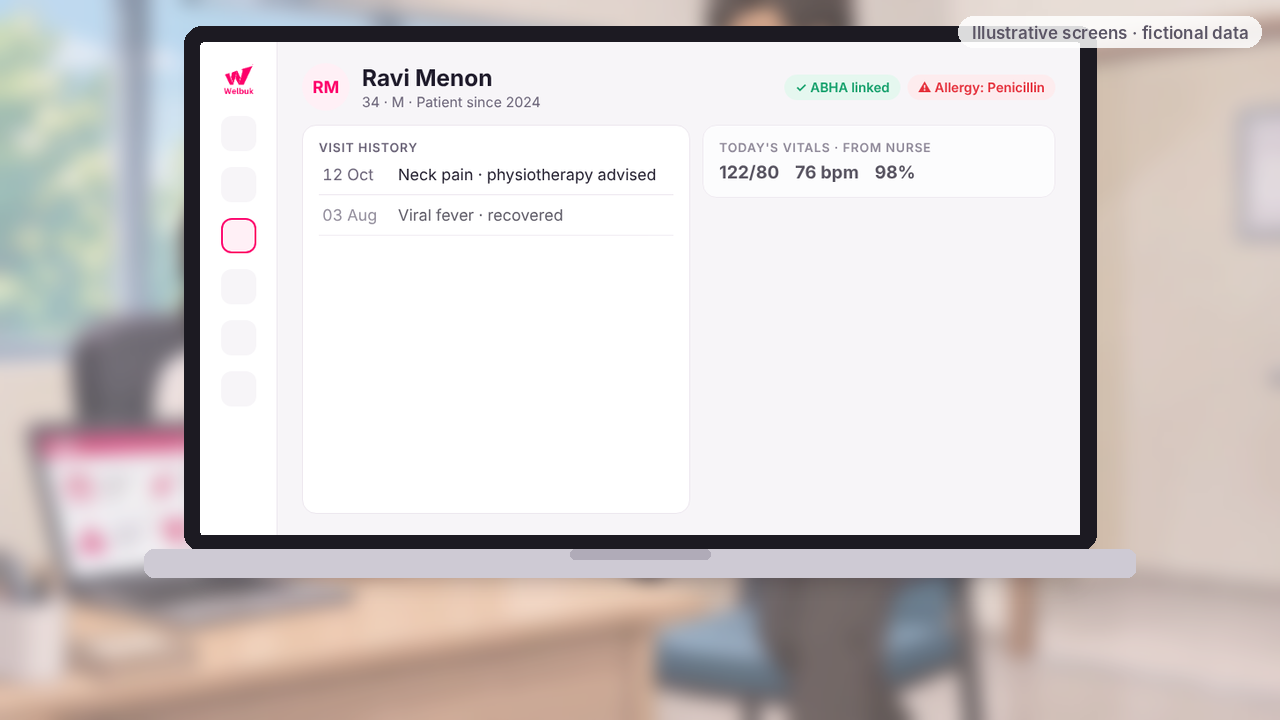 Illustrative screens · fictional data
Welbuk
RM
Ravi Menon
34 · M · Patient since 2024
✓ ABHA linked
⚠ Allergy: Penicillin
VISIT HISTORY
12 Oct Neck pain · physiotherapy advised
03 Aug Viral fever · recovered
TODAY'S VITALS · FROM NURSE
122/80 76 bpm 98%